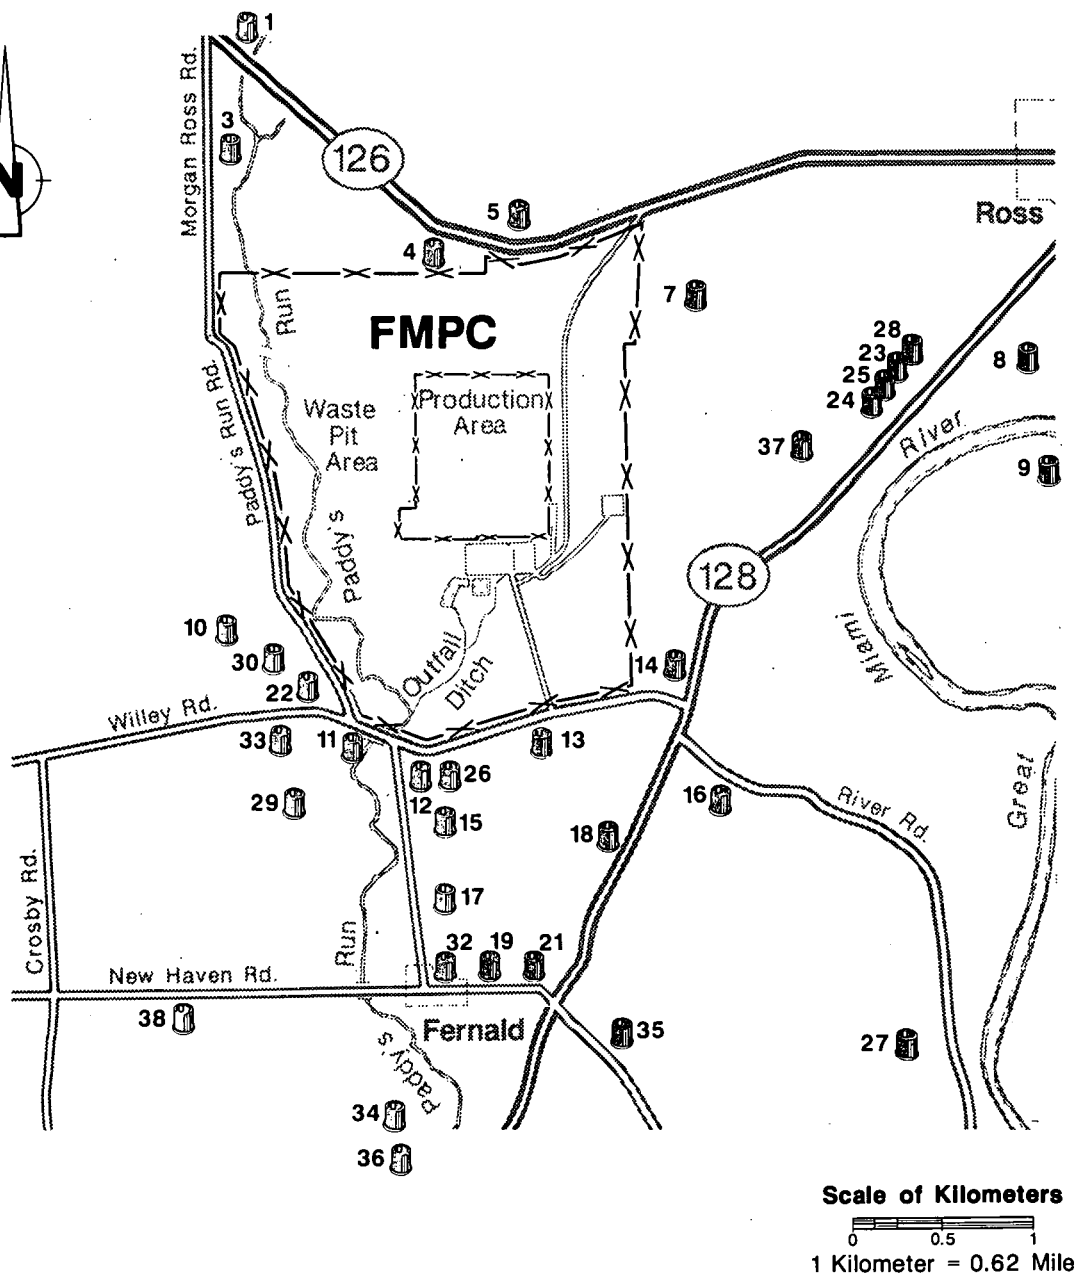 1
Morgan Ross Rd.
3
126
5
Ross
4
N
7
Run
FMPC
28
23
25
24
8
Production
Area
Waste
Pit
Area
37
River
9
Paddy's Run Rd.
Paddy's
128
10
30
22
14
Miami
Outfall
Ditch
Willey Rd.
33
11
13
26
12
29
15
16
18
River Rd.
Great
17
Crosby Rd.
Run
32
19
21
New Haven Rd.
38
Fernald
35
27
Paddy's
34
36
Scale of Kilometers
0 0.5 1
1 Kilometer = 0.62 Mile